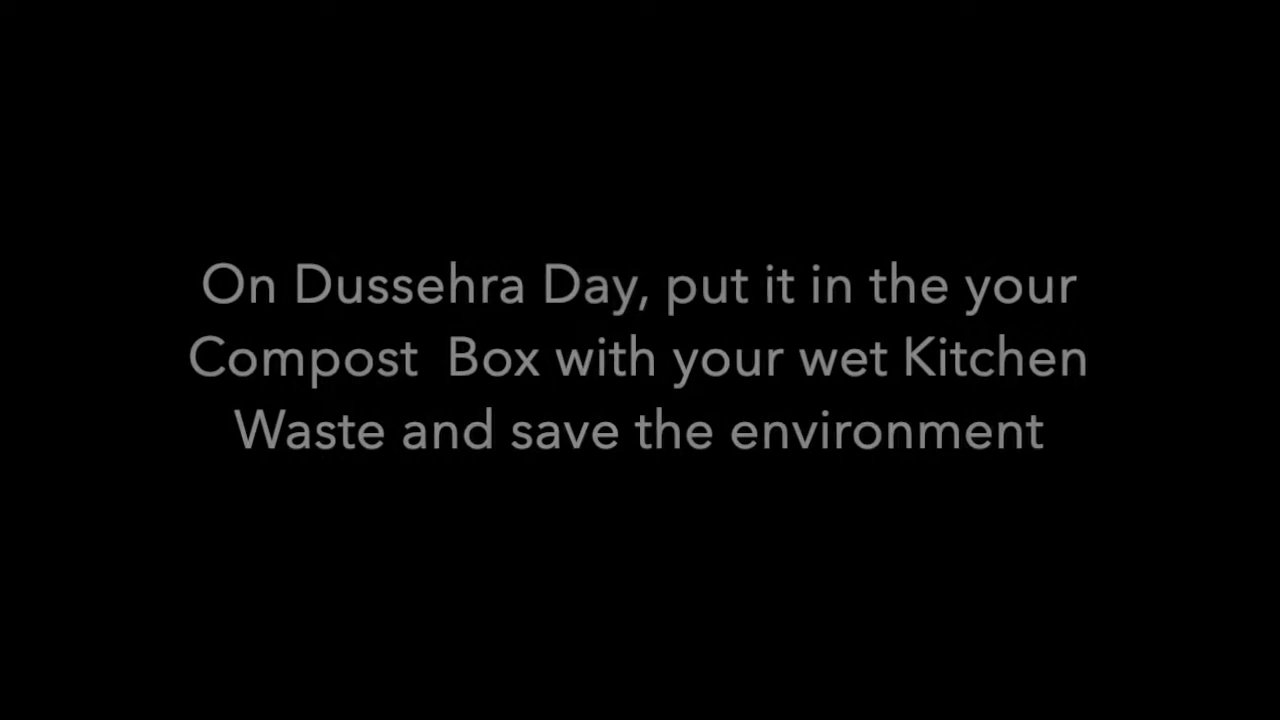 On Dussehra Day, put it in the your
Compost  Box with your wet Kitchen
Waste and save the environment